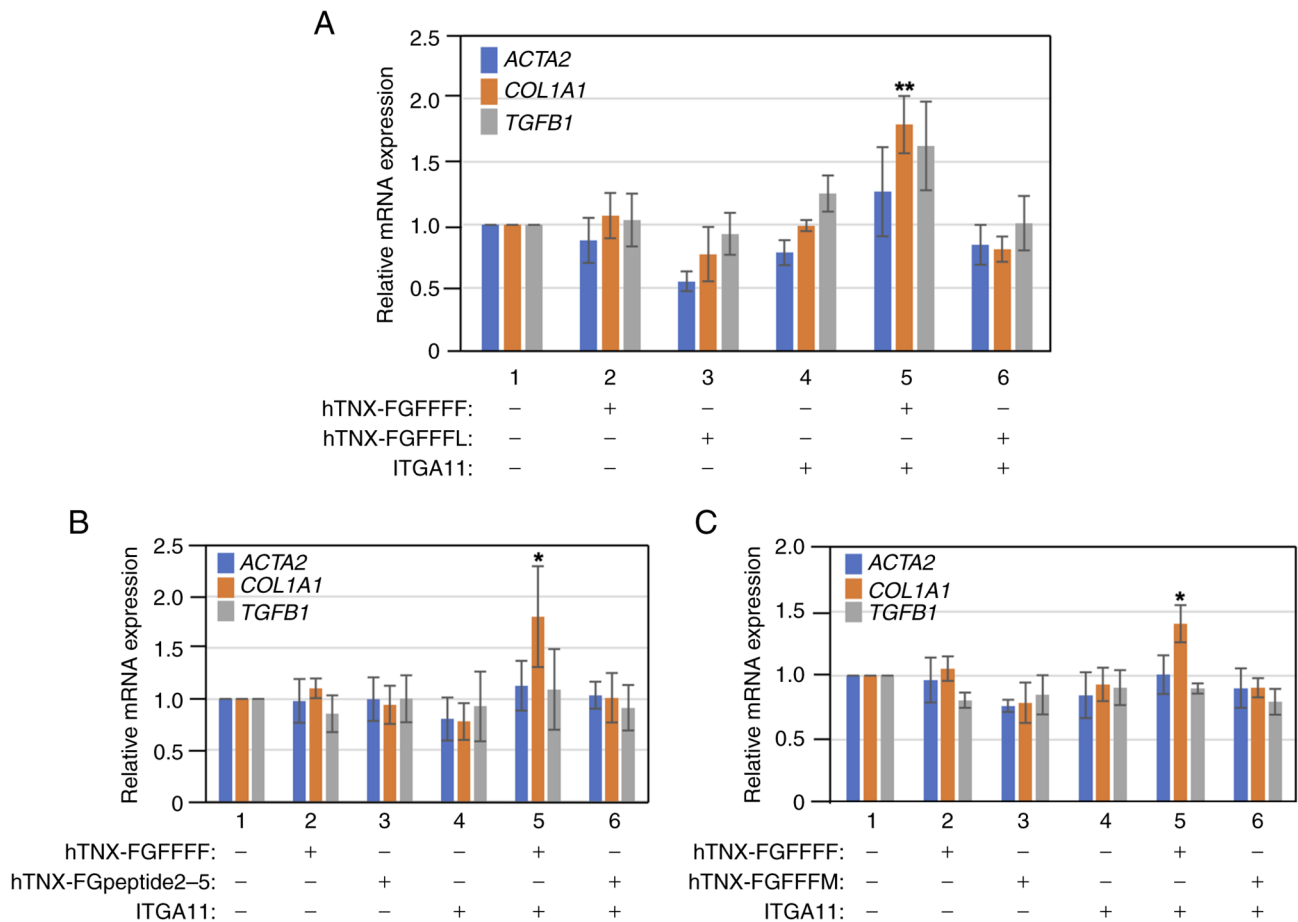 A
2.5
2.0
1.5
1.0
0.5
0
Relative mRNA expression
ACTA2
COL1A1
TGFB1
**
1 2 3 4 5 6
hTNX-FGFFFF: – + – – + –
hTNX-FGFFFL: – – + – – +
ITGA11: – – – + + +
B
2.5
2.0
1.5
1.0
0.5
0
Relative mRNA expression
ACTA2
COL1A1
TGFB1
*
1 2 3 4 5 6
hTNX-FGFFFF: – + – – + –
hTNX-FGpeptide2–5: – – + – – +
ITGA11: – – – + + +
C
2.0
1.5
1.0
0.5
0
Relative mRNA expression
ACTA2
COL1A1
TGFB1
*
1 2 3 4 5 6
hTNX-FGFFFF: – + – – + –
hTNX-FGFFFM: – – + – – +
ITGA11: – – – + + +